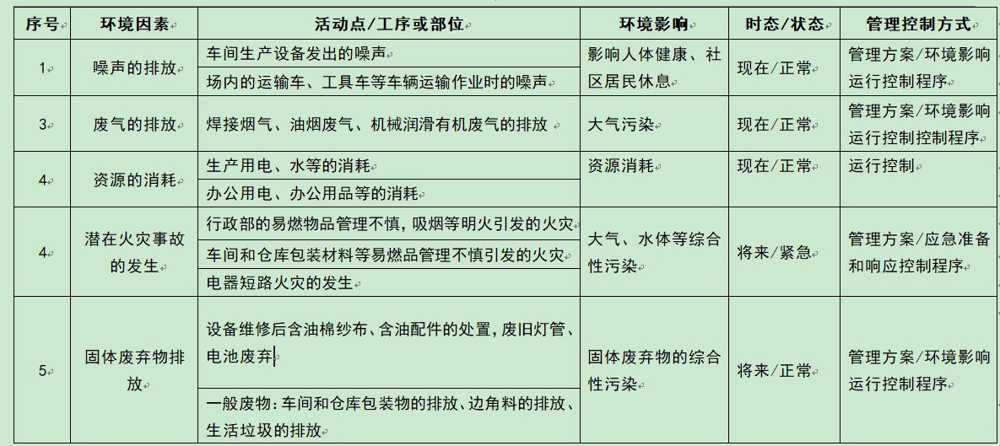 序号 环境因素 活动点/工序或部位 环境影响 时态/状态 管理控制方式
1 噪声的排放 车间生产设备发出的噪声 影响人体健康、社区居民休息 现在/正常 管理方案/环境影响运行控制程序
场内的运输车、工具车等车辆运输作业时的噪声
3 废气的排放 焊接烟气、油烟废气、机械润滑有机废气的排放 大气污染 现在/正常 管理方案/环境影响运行控制控制程序
4 资源的消耗 生产用电、水等的消耗 资源消耗 现在/正常 运行控制
办公用电、办公用品等的消耗
4 潜在火灾事故的发生 行政部的易燃物品管理不慎,吸烟等明火引发的火灾 大气、水体等综合性污染 将来/紧急 管理方案/应急准备和响应控制程序
车间和仓库包装材料等易燃品管理不慎引发的火灾
电器短路火灾的发生
5 固体废弃物排放 设备维修后含油棉纱布、含油配件的处置,废旧灯管、电池废弃 固体废弃物的综合性污染 将来/正常 管理方案/环境影响运行控制程序
一般废物:车间和仓库包装物的排放、边角料的排放、生活垃圾的排放